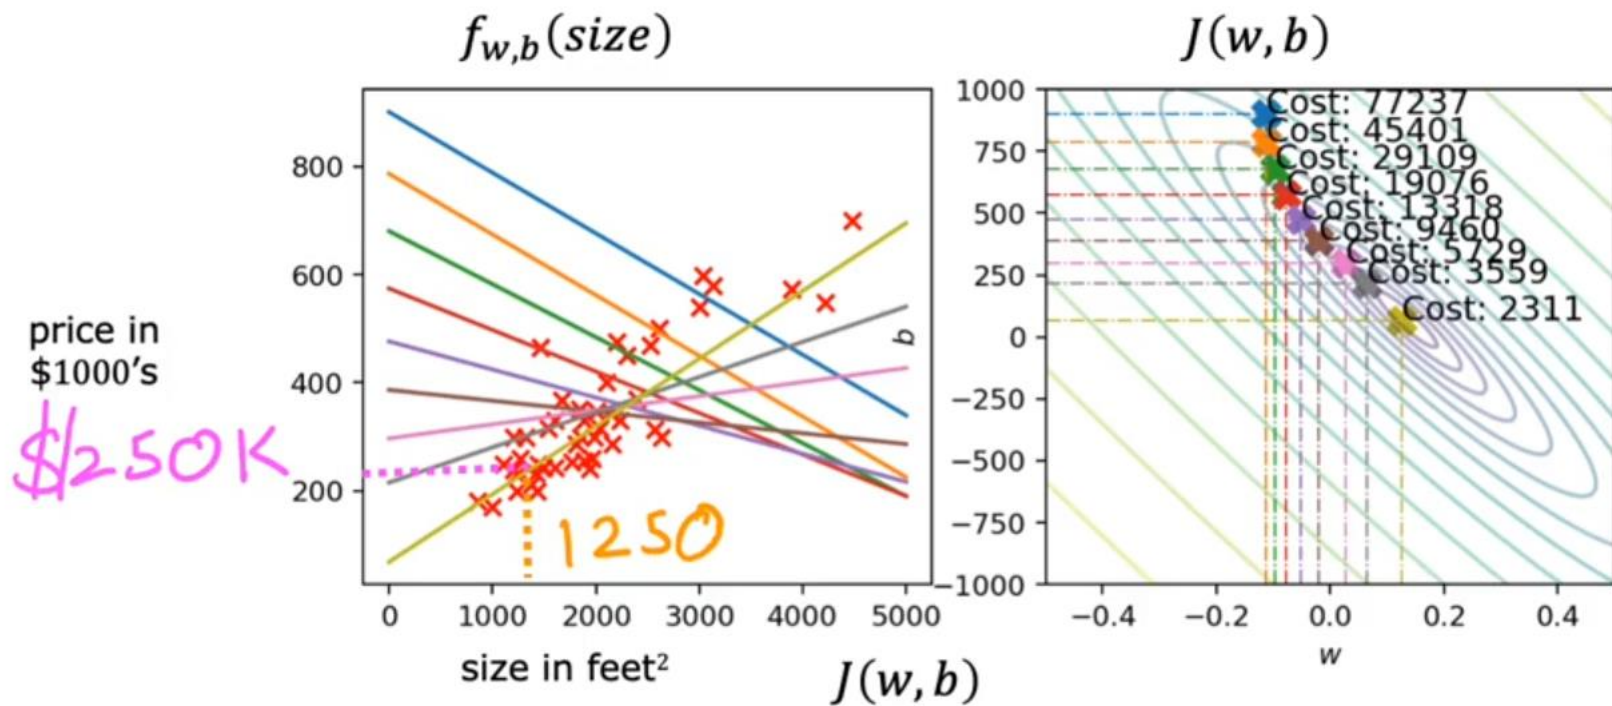 f_{w,b}(size)
J(w, b)
800
600
400
200
0
1000
2000
3000
4000
5000
price in
$1000's
$250K
1250
size in feet²
J(w, b)
1000
750
500
250
0
−250
−500
−750
−1000
b
Cost: 77237
Cost: 45401
Cost: 29109
Cost: 19076
Cost: 13318
Cost: 9460
Cost: 5729
Cost: 3559
Cost: 2311
−0.4
−0.2
0.0
0.2
0.4
w